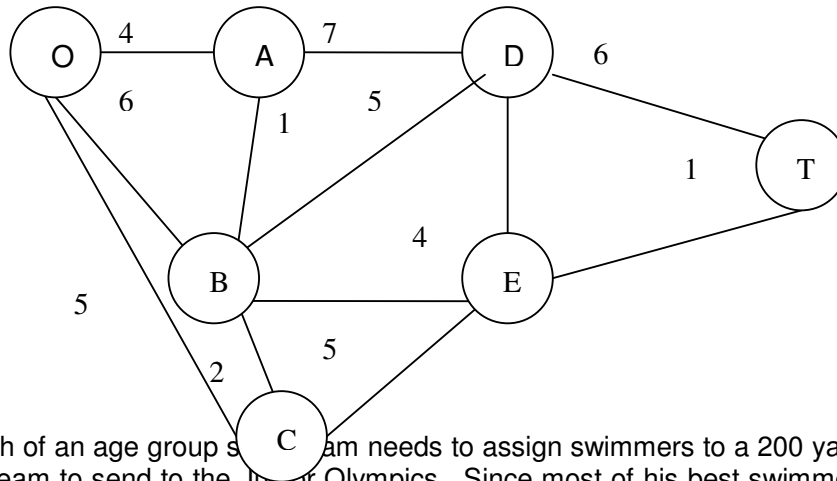 4 7
O A D 6
6 5
1
1 T
4
B E
5
5
2
C
h of an age group s am needs to assign swimmers to a 200 ya
eam to send to the Olympics. Since most of his best swimme